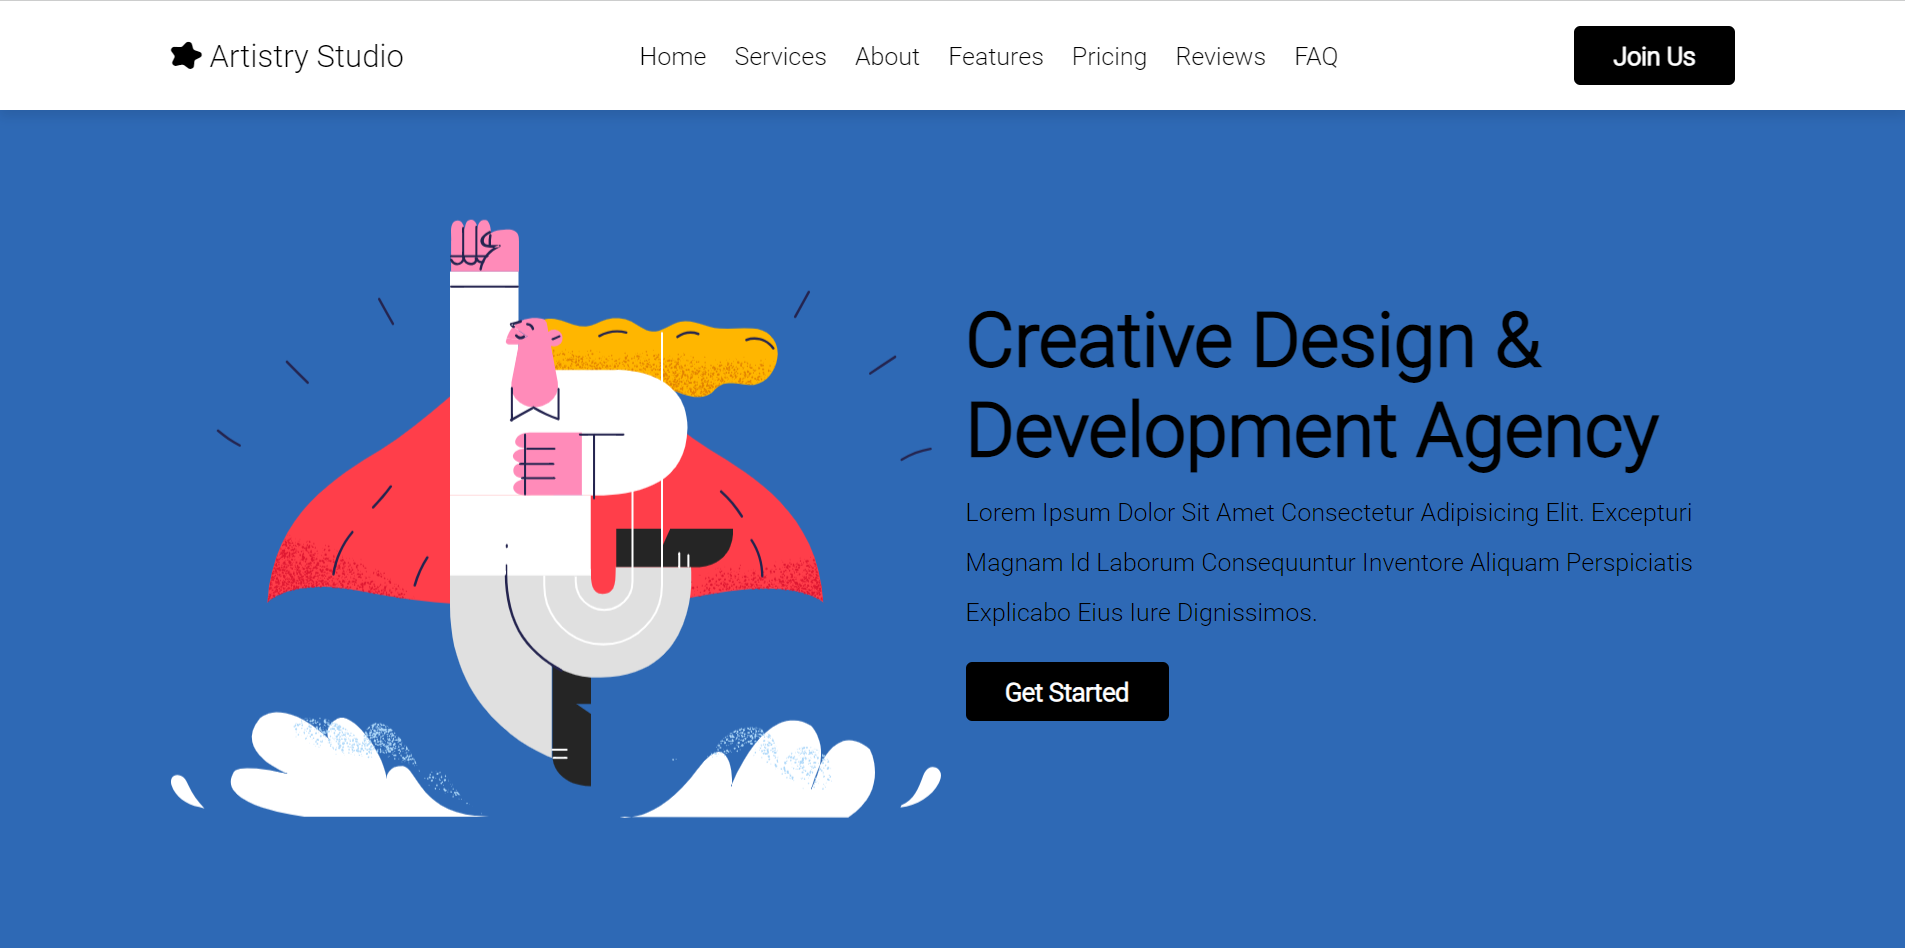 Artistry Studio
Home Services About Features Pricing Reviews FAQ
Join Us
Creative Design &
Development Agency
Lorem Ipsum Dolor Sit Amet Consectetur Adipisicing Elit. Excepturi
Magnam Id Laborum Consequuntur Inventore Aliquam Perspiciatis
Explicabo Eius Iure Dignissimos.
Get Started